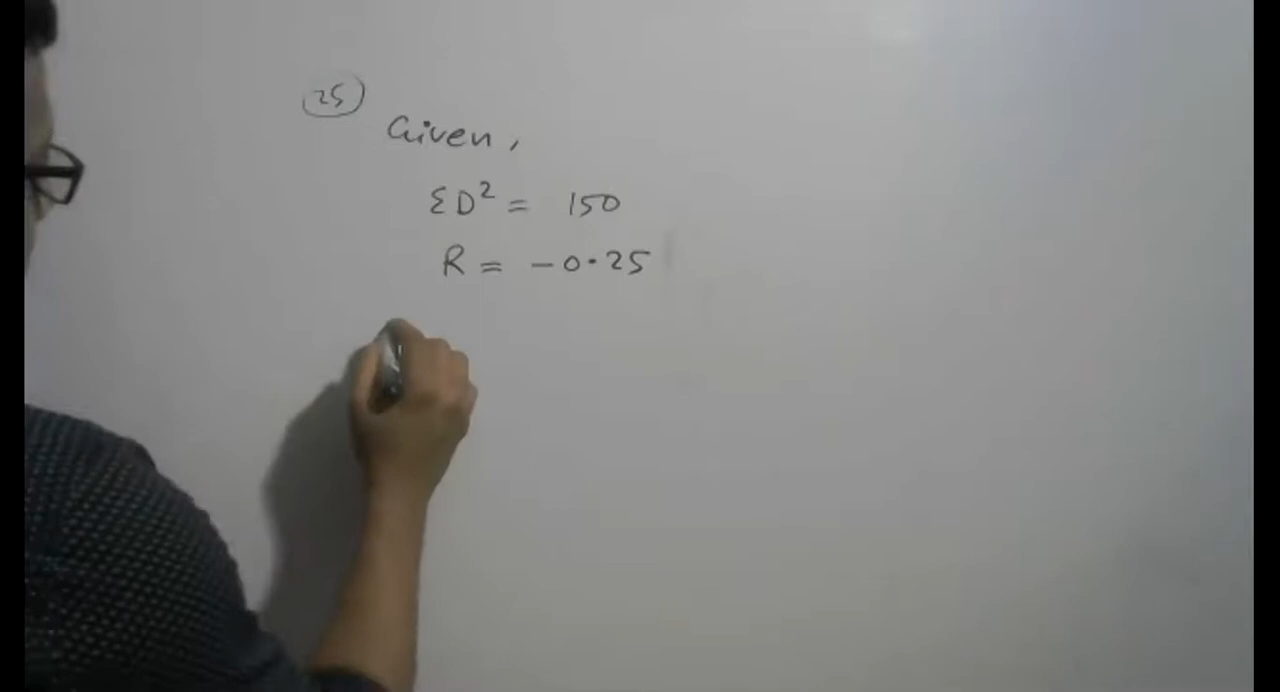 25
Given,
ΣD² = 150
R = -0.25